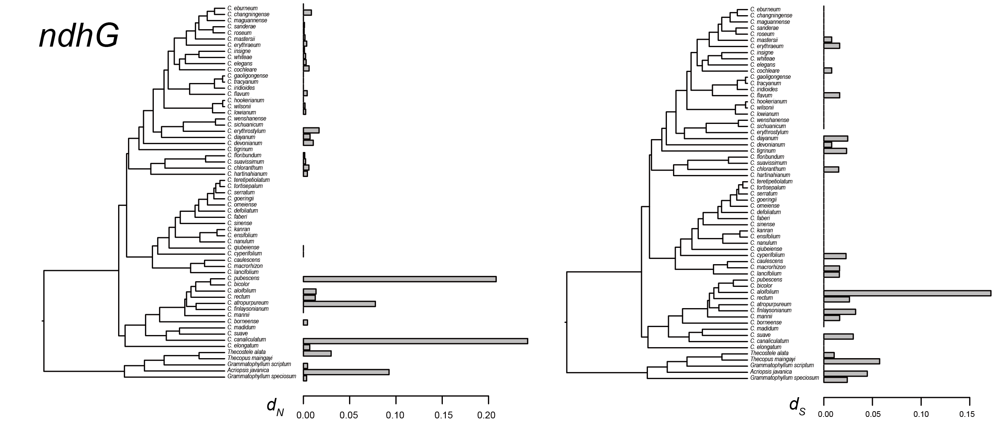 ndhG
C. eburneum
C. changningense
C. maguannense
C. sanderae
C. roseum
C. mastersii
C. erythraeum
C. insigne
C. whiteae
C. elegans
C. cochleare
C. gaoligongense
C. tracyanum
C. iridioides
C. flavum
C. hookerianum
C. wilsonii
C. lowianum
C. wenshanense
C. sichuanicum
C. erythrostylum
C. dayanum
C. devonianum
C. tigrinum
C. floribundum
C. suavissimum
C. chloranthum
C. hartinahianum
C. teretipetiolatum
C. tortisepalum
C. serratum
C. goeringii
C. omeiense
C. defoliatum
C. faberi
C. sinense
C. kanran
C. ensifolium
C. nanulum
C. qiubeiense
C. cyperifolium
C. caulescens
C. macrorhizon
C. lancifolium
C. pubescens
C. bicolor
C. aloifolium
C. rectum
C. atropurpureum
C. finlaysonianum
C. mannii
C. borneense
C. madidum
C. suave
C. canaliculatum
C. elongatum
Thecostele alata
Thecopus maingayi
Grammatophyllum scriptum
Acriopsis javanica
Grammatophyllum speciosum
dN
0.00 0.05 0.10 0.15 0.20
C. eburneum
C. changningense
C. maguannense
C. sanderae
C. roseum
C. mastersii
C. erythraeum
C. insigne
C. whiteae
C. elegans
C. cochleare
C. gaoligongense
C. tracyanum
C. iridioides
C. flavum
C. hookerianum
C. wilsonii
C. lowianum
C. wenshanense
C. sichuanicum
C. erythrostylum
C. dayanum
C. devonianum
C. tigrinum
C. floribundum
C. suavissimum
C. chloranthum
C. hartinahianum
C. teretipetiolatum
C. tortisepalum
C. serratum
C. goeringii
C. omeiense
C. defoliatum
C. faberi
C. sinense
C. kanran
C. ensifolium
C. nanulum
C. qiubeiense
C. cyperifolium
C. caulescens
C. macrorhizon
C. lancifolium
C. pubescens
C. bicolor
C. aloifolium
C. rectum
C. atropurpureum
C. finlaysonianum
C. mannii
C. borneense
C. madidum
C. suave
C. canaliculatum
C. elongatum
Thecostele alata
Thecopus maingayi
Grammatophyllum scriptum
Acriopsis javanica
Grammatophyllum speciosum
dS
0.00 0.05 0.10 0.15